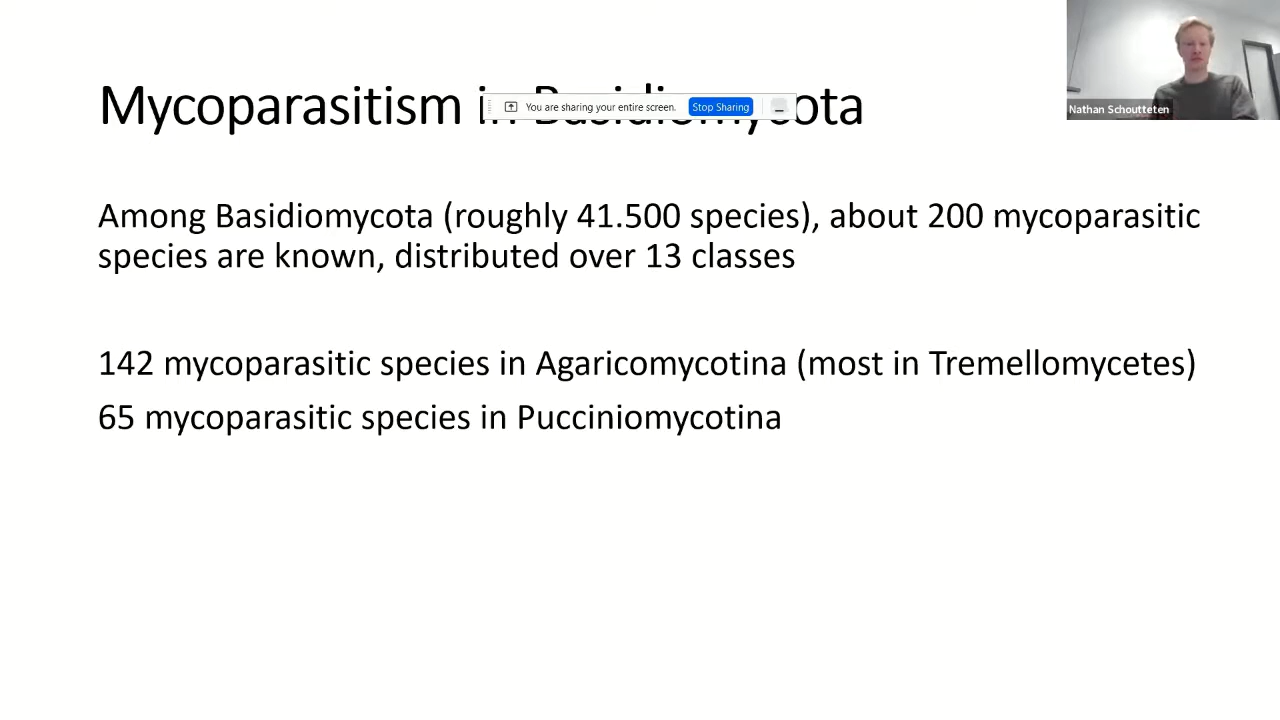 Mycoparasitism in Basidiomycota
You are sharing your entire screen.
Stop Sharing
Nathan Schoutteten
Among Basidiomycota (roughly 41.500 species), about 200 mycoparasitic
species are known, distributed over 13 classes
142 mycoparasitic species in Agaricomycotina (most in Tremellomycetes)
65 mycoparasitic species in Pucciniomycotina